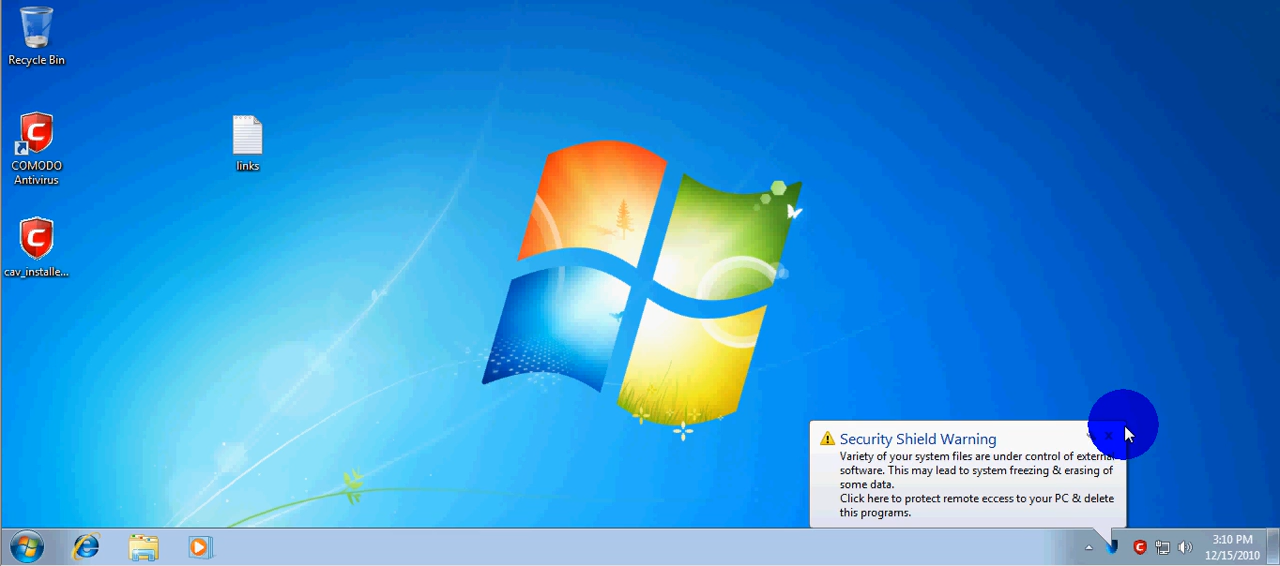 Recycle Bin
COMODO
Antivirus
links
cav_installe...
Security Shield Warning
Variety of your system files are under control of external
software. This may lead to system freezing & erasing of
some data.
Click here to protect remote eccess to your PC & delete
this programs.
3:10 PM
12/15/2010